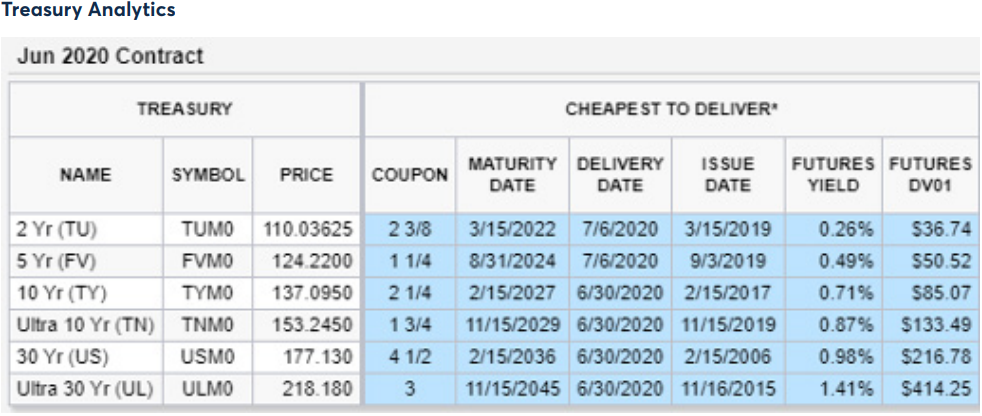 Treasury Analytics
Jun 2020 Contract
TREASURY CHEAPEST TO DELIVER*
NAME SYMBOL PRICE COUPON MATURITY DATE DELIVERY DATE ISSUE DATE FUTURES YIELD FUTURES DV01
2 Yr (TU) TUM0 110.03625 2 3/8 3/15/2022 7/6/2020 3/15/2019 0.26% $36.74
5 Yr (FV) FVM0 124.2200 1 1/4 8/31/2024 7/6/2020 9/3/2019 0.49% $50.52
10 Yr (TY) TYM0 137.0950 2 1/4 2/15/2027 6/30/2020 2/15/2017 0.71% $85.07
Ultra 10 Yr (TN) TNM0 153.2450 1 3/4 11/15/2029 6/30/2020 11/15/2019 0.87% $133.49
30 Yr (US) USM0 177.130 4 1/2 2/15/2036 6/30/2020 2/15/2006 0.98% $216.78
Ultra 30 Yr (UL) ULM0 218.180 3 11/15/2045 6/30/2020 11/16/2015 1.41% $414.25